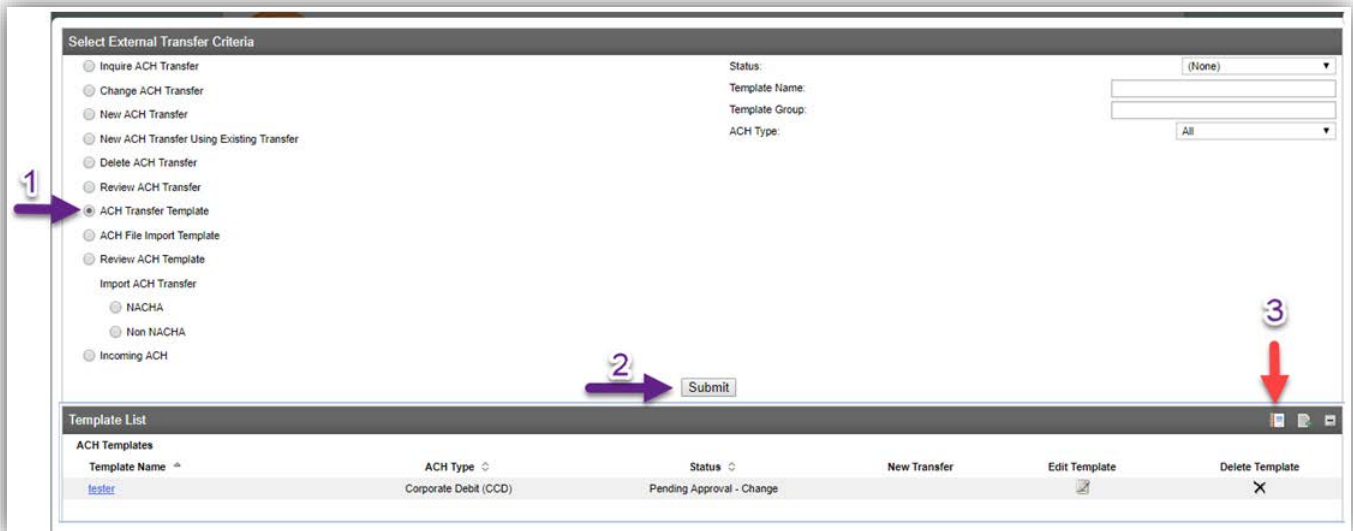 Select External Transfer Criteria
Inquire ACH Transfer
Status:
(None)
Change ACH Transfer
Template Name:
New ACH Transfer
Template Group:
New ACH Transfer Using Existing Transfer
ACH Type:
All
Delete ACH Transfer
Review ACH Transfer
1
ACH Transfer Template
ACH File Import Template
Review ACH Template
Import ACH Transfer
NACHA
Non NACHA
3
Incoming ACH
2
Submit
Template List
ACH Templates
Template Name
ACH Type
Status
New Transfer
Edit Template
Delete Template
tester
Corporate Debit (CCD)
Pending Approval - Change